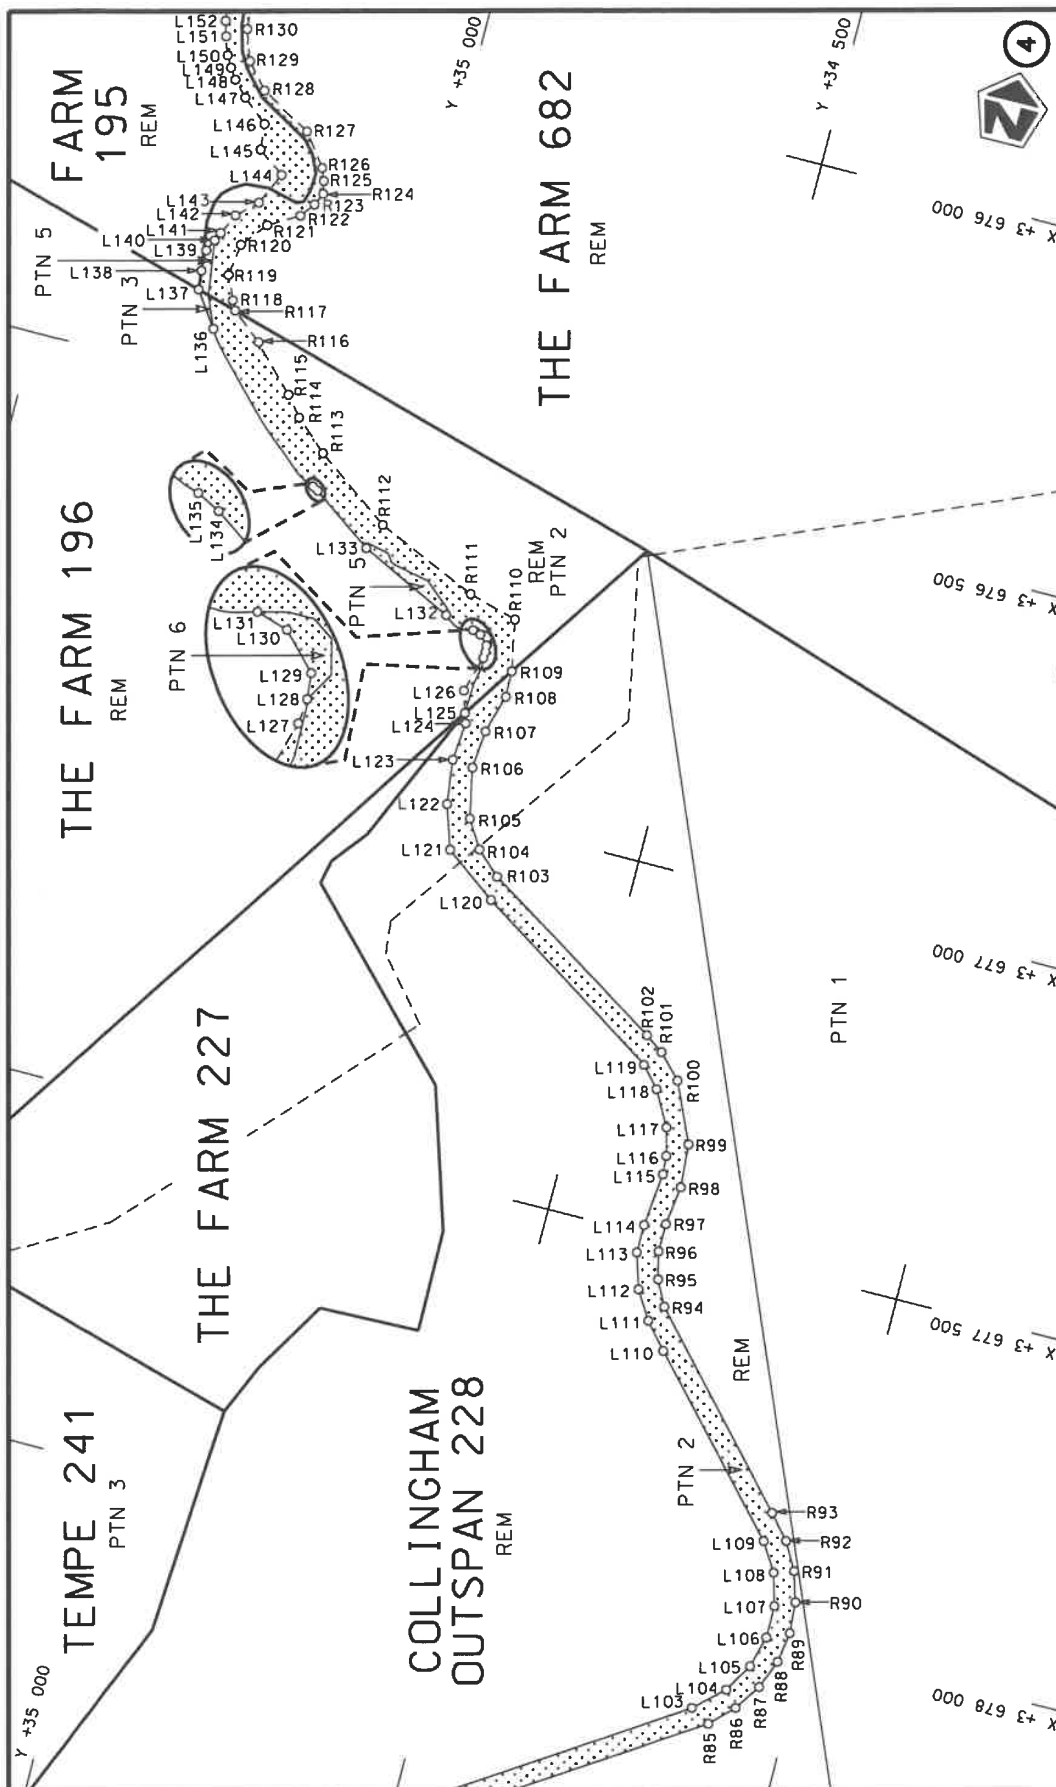 TEMPE 241
PTN 3
THE FARM 227
THE FARM 196
REM
FARM
195
REM
COLLINGHAM
OUTSPAN 228
REM
THE FARM 682
REM
PTN 1
PTN 2
REM
REM
PTN 2
PTN 5
PTN 6
PTN 3
PTN 5
Y +35 000
Y +35 000
Y +34 500
X +3 678 000
X +3 677 500
X +3 677 000
X +3 676 500
X +3 676 000
L103
L104
L105
L106
L107
L108
L109
L110
L111
L112
L113
L114
L115
L116
L117
L118
L119
L120
L121
L122
L123
L124
L125
L126
L127
L128
L129
L130
L131
L132
L133
L134
L135
L136
L137
L138
L139
L140
L141
L142
L143
L144
L145
L146
L147
L148
L149
L150
L151
L152
R85
R86
R87
R88
R89
R90
R91
R92
R93
R94
R95
R96
R97
R98
R99
R100
R101
R102
R103
R104
R105
R106
R107
R108
R109
R110
R111
R112
R113
R114
R115
R116
R117
R118
R119
R120
R121
R122
R123
R124
R125
R126
R127
R128
R129
R130
N
4